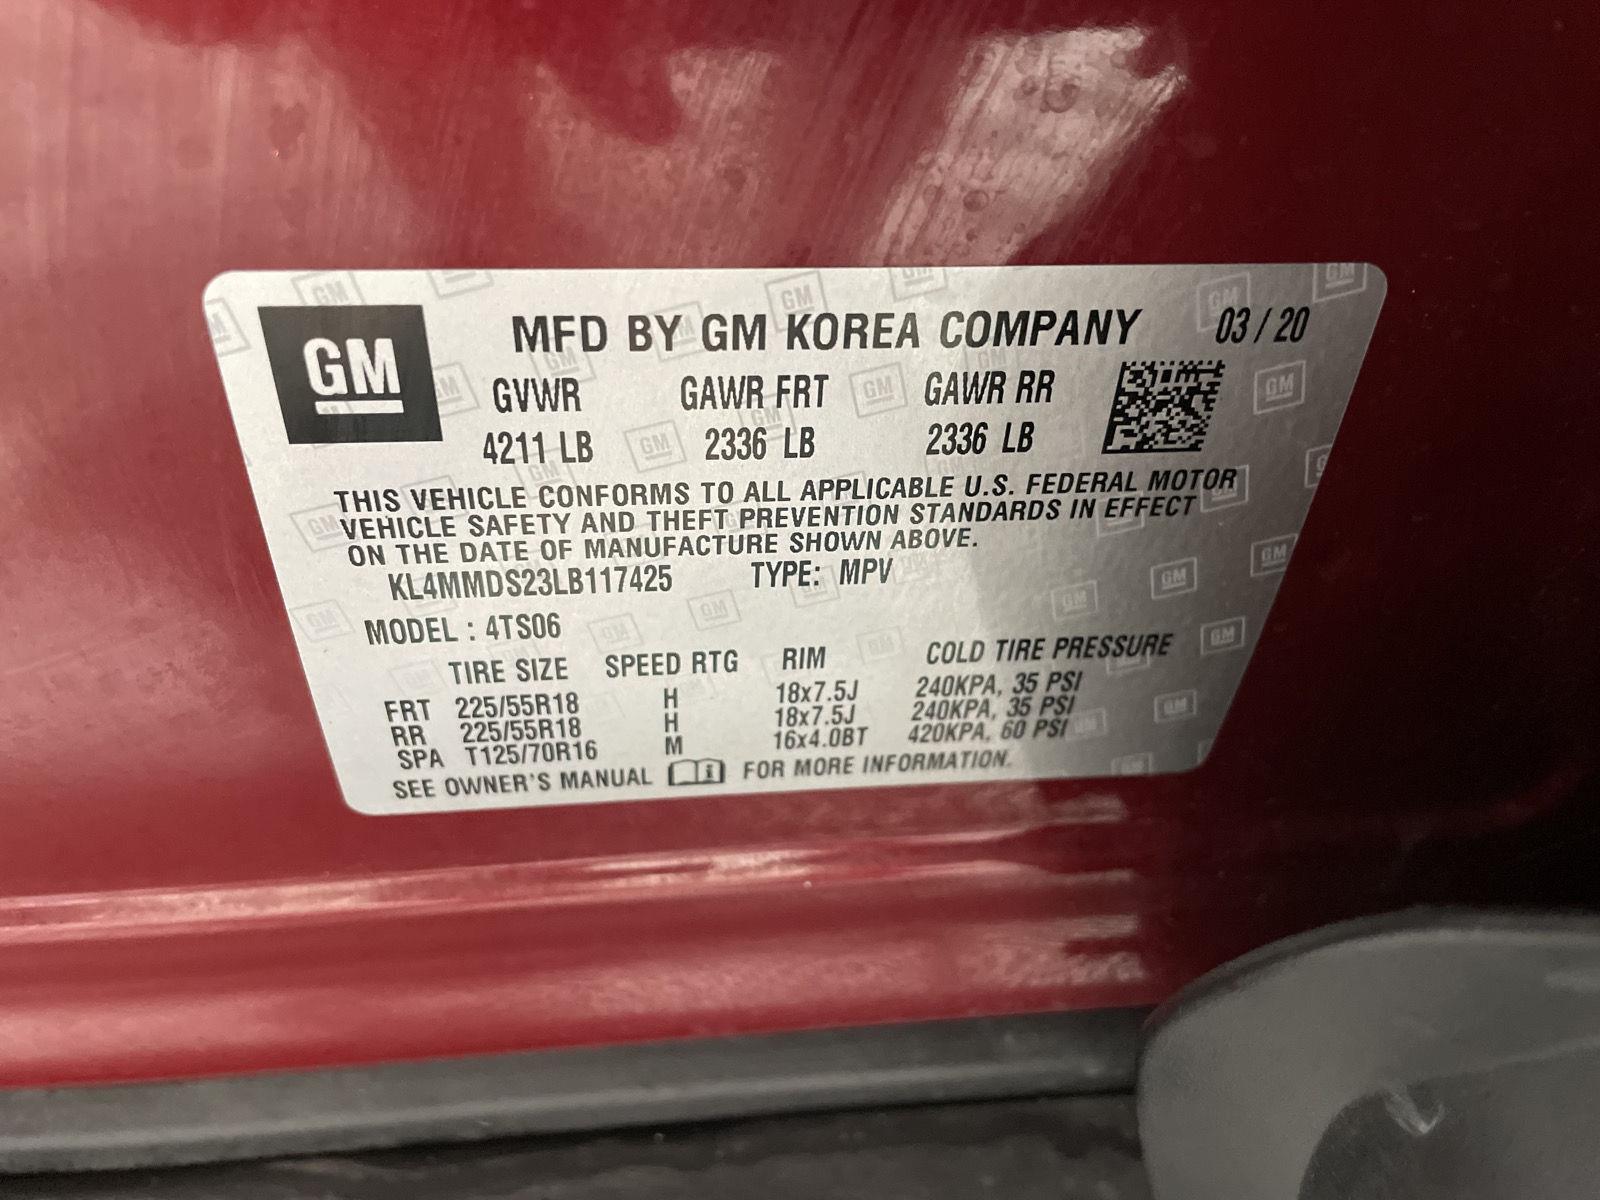 GM
MFD BY GM KOREA COMPANY 03/20
GVWR GAWR FRT GAWR RR
4211 LB 2336 LB 2336 LB
THIS VEHICLE CONFORMS TO ALL APPLICABLE U.S. FEDERAL MOTOR
VEHICLE SAFETY AND THEFT PREVENTION STANDARDS IN EFFECT
ON THE DATE OF MANUFACTURE SHOWN ABOVE.
KL4MMDS23LB117425 TYPE: MPV
MODEL : 4TS06
TIRE SIZE SPEED RTG RIM COLD TIRE PRESSURE
FRT 225/55R18 H 18x7.5J 240KPA, 35 PSI
RR 225/55R18 H 18x7.5J 240KPA, 35 PSI
SPA T125/70R16 M 16x4.0BT 420KPA, 60 PSI
SEE OWNER'S MANUAL i FOR MORE INFORMATION.